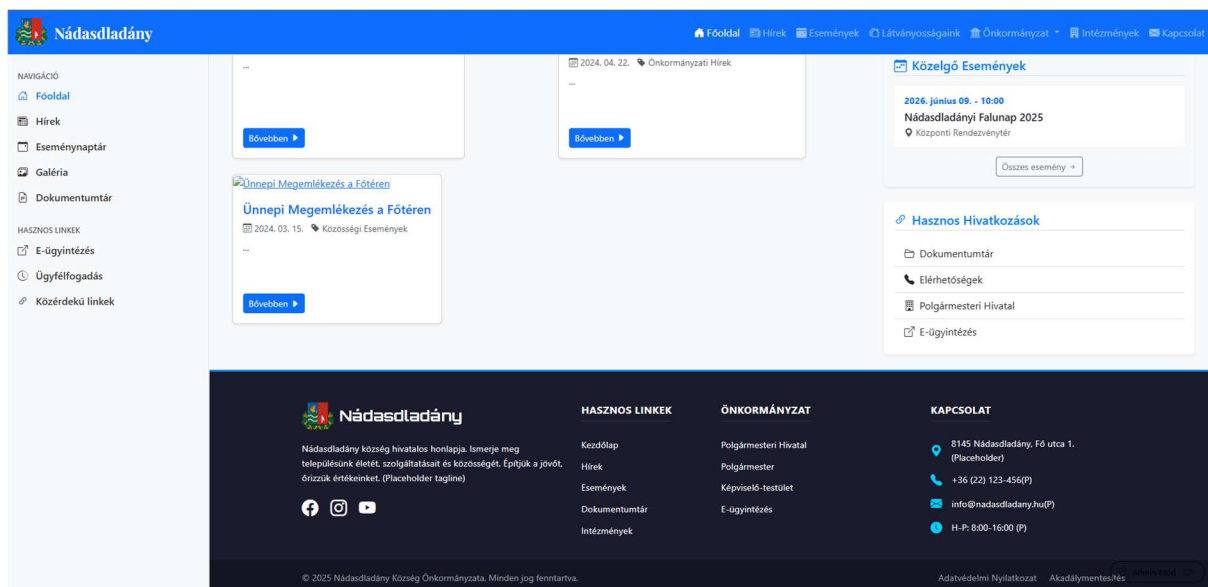 Nádasdladány
Főoldal Hírek Események Látványosságaink Önkormányzat Intézmények Kapcsolat
NAVIGÁCIÓ
Főoldal
Hírek
Eseménynaptár
Galéria
Dokumentumtár
HASZNOS LINKEK
E-ügyintézés
Ügyfélfogadás
Közérdekű linkek
...
Bővebben
2024. 04. 22. Önkormányzati Hírek
...
Bővebben
Ünnepi Megemlékezés a Főtéren
Ünnepi Megemlékezés a Főtéren
2024. 03. 15. Közösségi Események
...
Bővebben
Közelgő Események
2026. június 09. - 10:00
Nádasdladányi Falunap 2025
Központi Rendezvénytér
Összes esemény
Hasznos Hivatkozások
Dokumentumtár
Elérhetőségek
Polgármesteri Hivatal
E-ügyintézés
Nádasdladány
Nádasdladány község hivatalos honlapja. Ismerje meg
településünk életét, szolgáltatásait és közösségét. Építjük a jövőt,
őrizzük értékeinket. (Placeholder tagline)
HASZNOS LINKEK
Kezdőlap
Hírek
Események
Dokumentumtár
Intézmények
ÖNKORMÁNYZAT
Polgármesteri Hivatal
Polgármester
Képviselő-testület
E-ügyintézés
KAPCSOLAT
8145 Nádasdladány, Fő utca 1.
(Placeholder)
+36 (22) 123-456(P)
info@nadasdladany.hu(P)
H-P: 8:00-16:00 (P)
© 2025 Nádasdladány Község Önkormányzata. Minden jog fenntartva.
Adatvédelmi Nyilatkozat Akadálymentesítés
Admin Mód